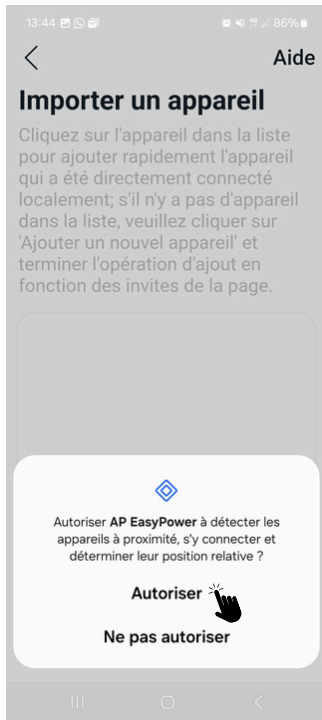 13:44
86%
Aide
Importer un appareil
Cliquez sur l'appareil dans la liste
pour ajouter rapidement l'appareil
qui a été directement connecté
localement; s'il n'y a pas d'appareil
dans la liste, veuillez cliquer sur
'Ajouter un nouvel appareil' et
terminer l'opération d'ajout en
fonction des invites de la page.
Autoriser AP EasyPower à détecter les
appareils à proximité, s'y connecter et
déterminer leur position relative ?
Autoriser
Ne pas autoriser